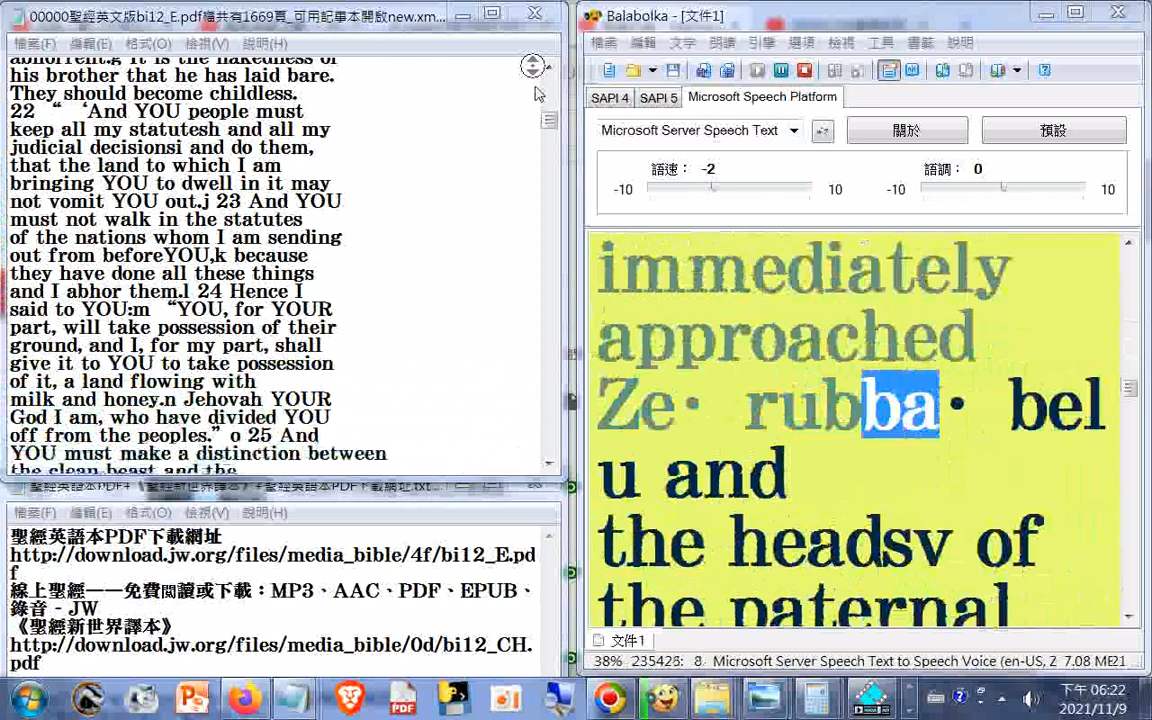 00000聖經英文版bi12_E.pdf檔共有1669頁_可用記事本開啟new.xm...
檔案(F) 編輯(E) 格式(O) 檢視(V) 說明(H)
abhorrent.g It is the nakedness of
his brother that he has laid bare.
They should become childless.
22 “ ‘And YOU people must
keep all my statutesh and all my
judicial decisionsi and do them,
that the land to which I am
bringing YOU to dwell in it may
not vomit YOU out.j 23 And YOU
must not walk in the statutes
of the nations whom I am sending
out from beforeYOU,k because
they have done all these things
and I abhor them.l 24 Hence I
said to YOU:m “YOU, for YOUR
part, will take possession of their
ground, and I, for my part, shall
give it to YOU to take possession
of it, a land flowing with
milk and honey.n Jehovah YOUR
God I am, who have divided YOU
off from the peoples.” o 25 And
YOU must make a distinction between
the clean beast and the
檔案(F) 編輯(E) 格式(O) 檢視(V) 說明(H)
聖經英語本PDF下載網址
http://download.jw.org/files/media_bible/4f/bi12_E.pd
f
線上聖經──免費閱讀或下載：MP3、AAC、PDF、EPUB、
錄音 - JW
《聖經新世界譯本》
http://download.jw.org/files/media_bible/0d/bi12_CH.
pdf
Balabolka - [文件1]
檔案 編輯 文字 朗讀 引擎 選項 檢視 工具 書籤 說明
SAPI 4 SAPI 5 Microsoft Speech Platform
Microsoft Server Speech Text 關於 預設
語速： -2 語調： 0
-10 10 -10 10
immediately
approached
Ze· rubba· bel
u and
the headsv of
the paternal
文件1
38% 235426: 8 Microsoft Server Speech Text to Speech Voice (en-US, Z 7.08 ME21
下午 06:22
2021/11/9